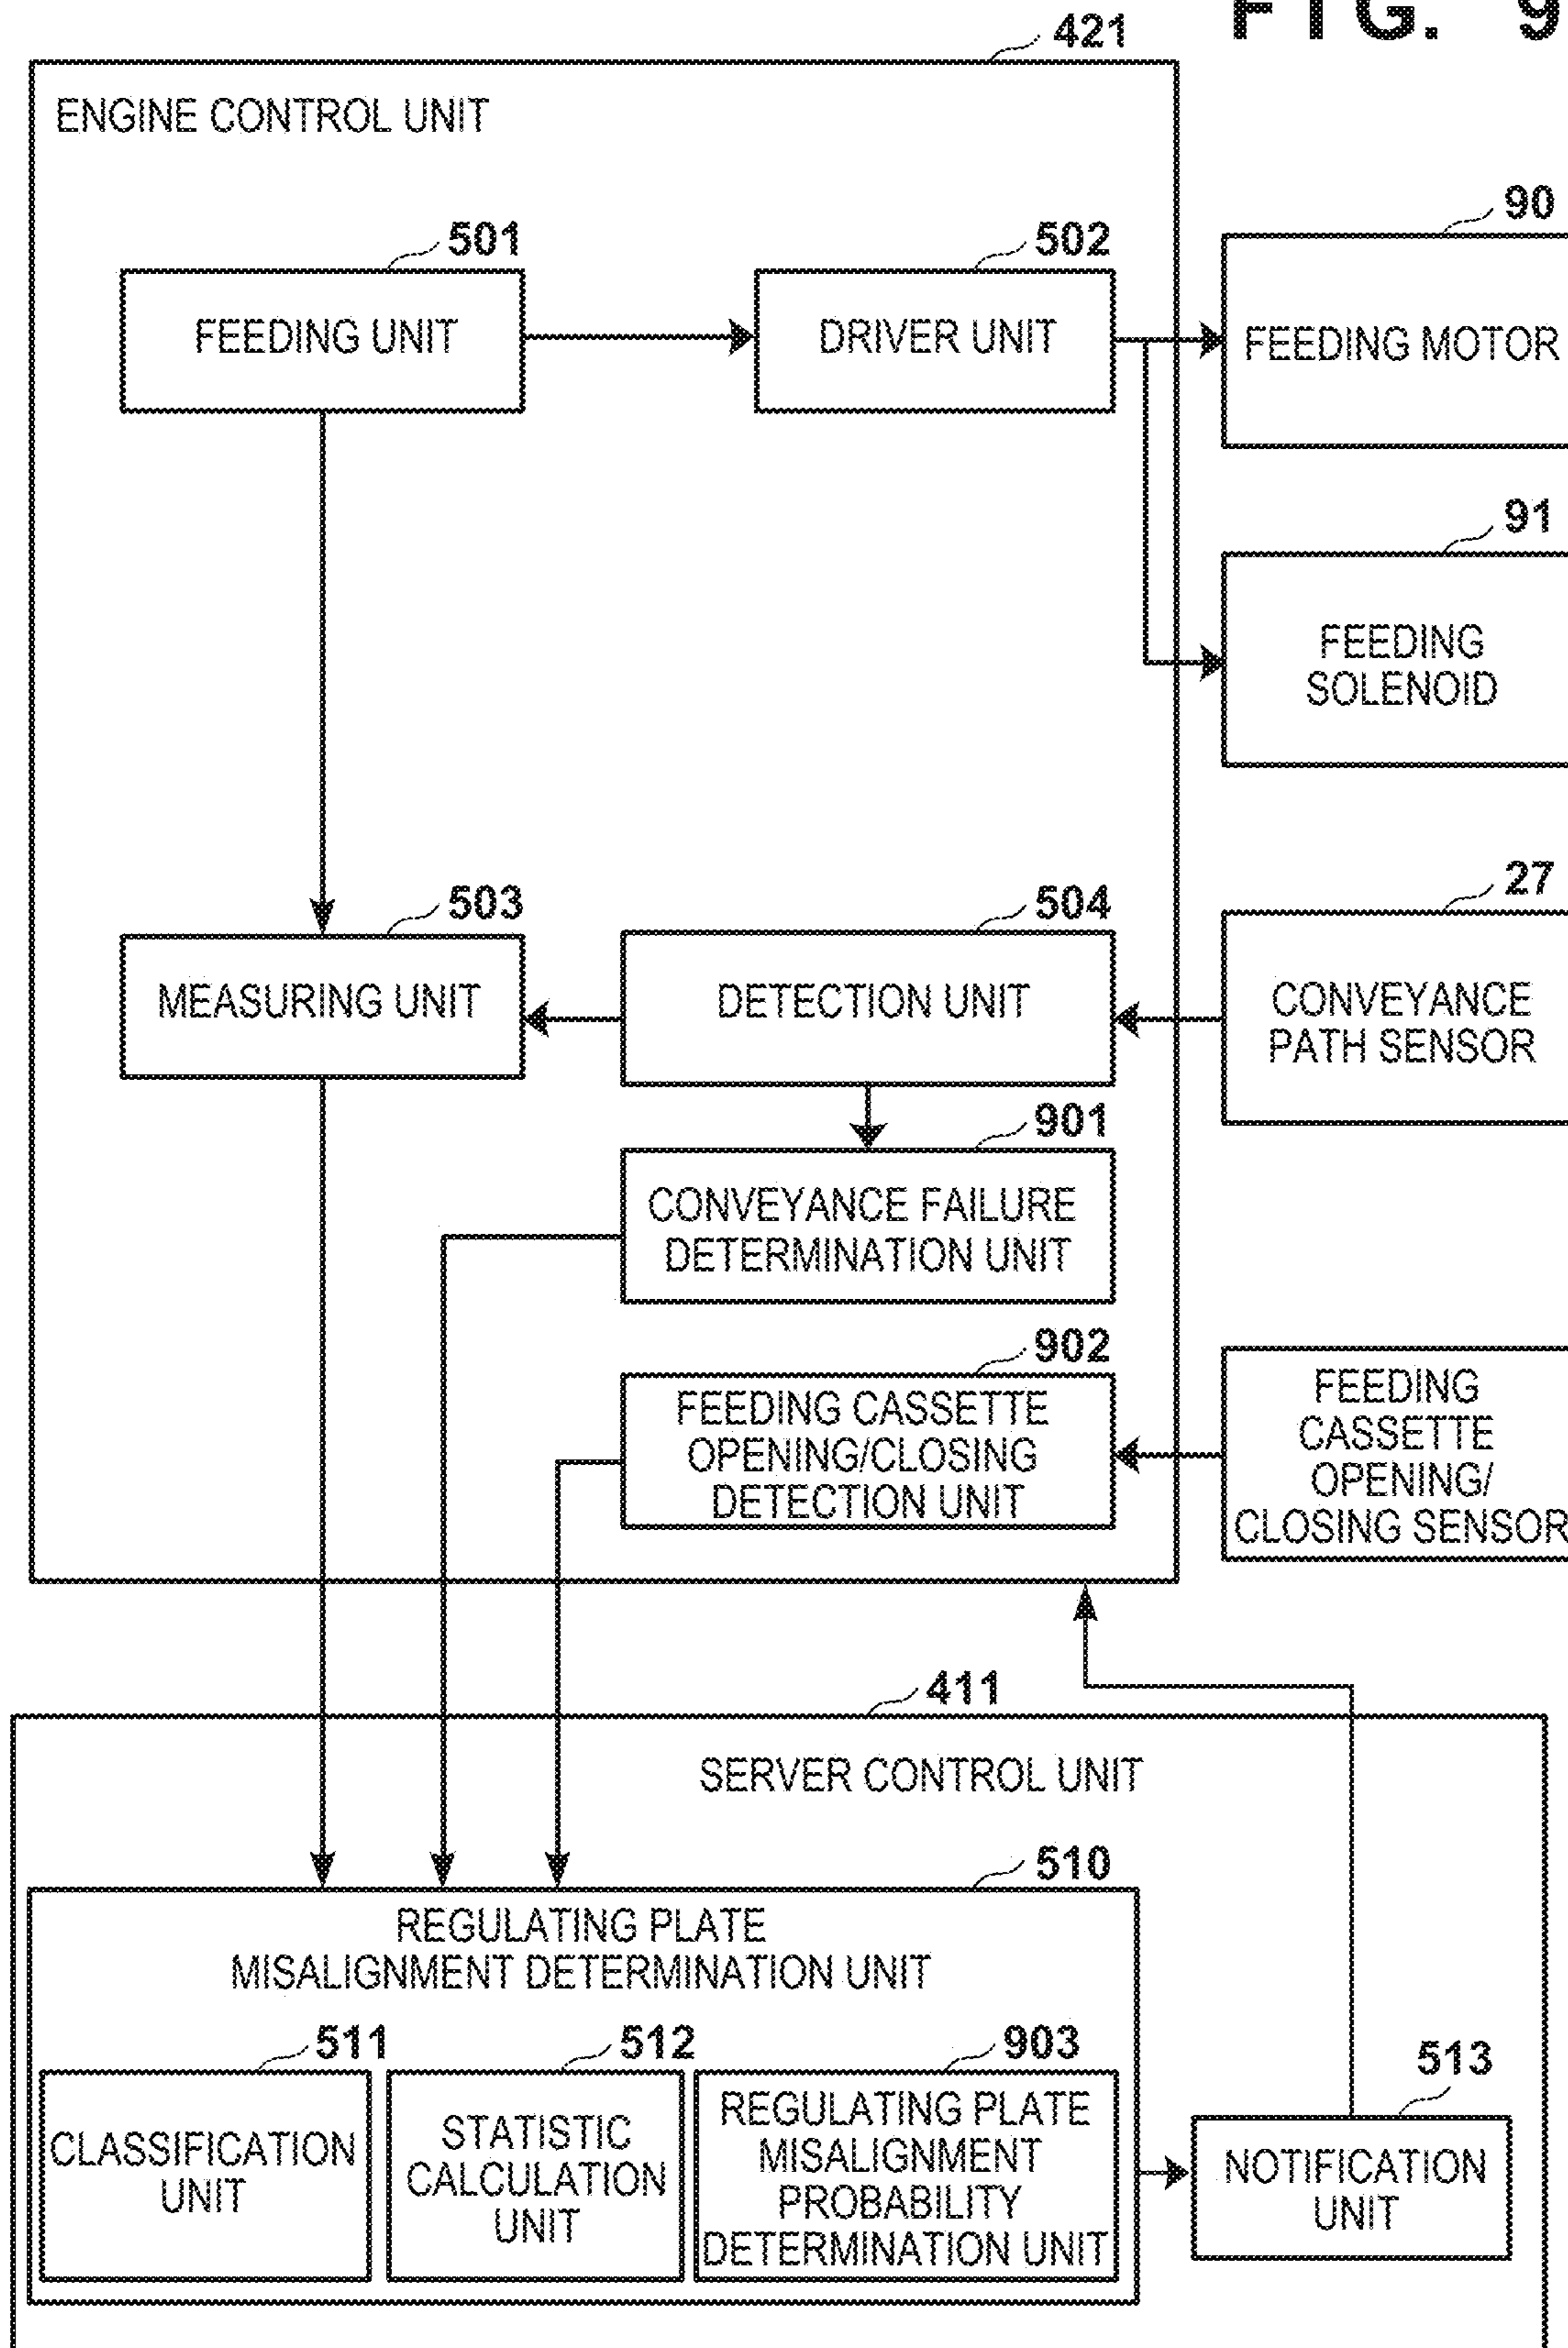 FIG. 9
421
ENGINE CONTROL UNIT
90
501
502
FEEDING UNIT
DRIVER UNIT
FEEDING MOTOR
91
FEEDING
SOLENOID
27
503
504
MEASURING UNIT
DETECTION UNIT
CONVEYANCE
PATH SENSOR
901
CONVEYANCE FAILURE
DETERMINATION UNIT
902
FEEDING CASSETTE
OPENING/CLOSING
DETECTION UNIT
FEEDING
CASSETTE
OPENING/
CLOSING SENSOR
411
SERVER CONTROL UNIT
510
REGULATING PLATE
MISALIGNMENT DETERMINATION UNIT
511
512
903
513
CLASSIFICATION
UNIT
STATISTIC
CALCULATION
UNIT
REGULATING PLATE
MISALIGNMENT
PROBABILITY
DETERMINATION UNIT
NOTIFICATION
UNIT